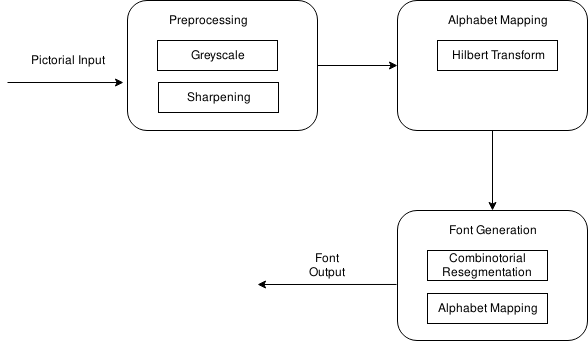 Preprocessing
Alphabet Mapping
Pictorial Input
Greyscale
Hilbert Transform
Sharpening
Font Generation
Combinotorial
Resegmentation
Alphabet Mapping
Font
Output